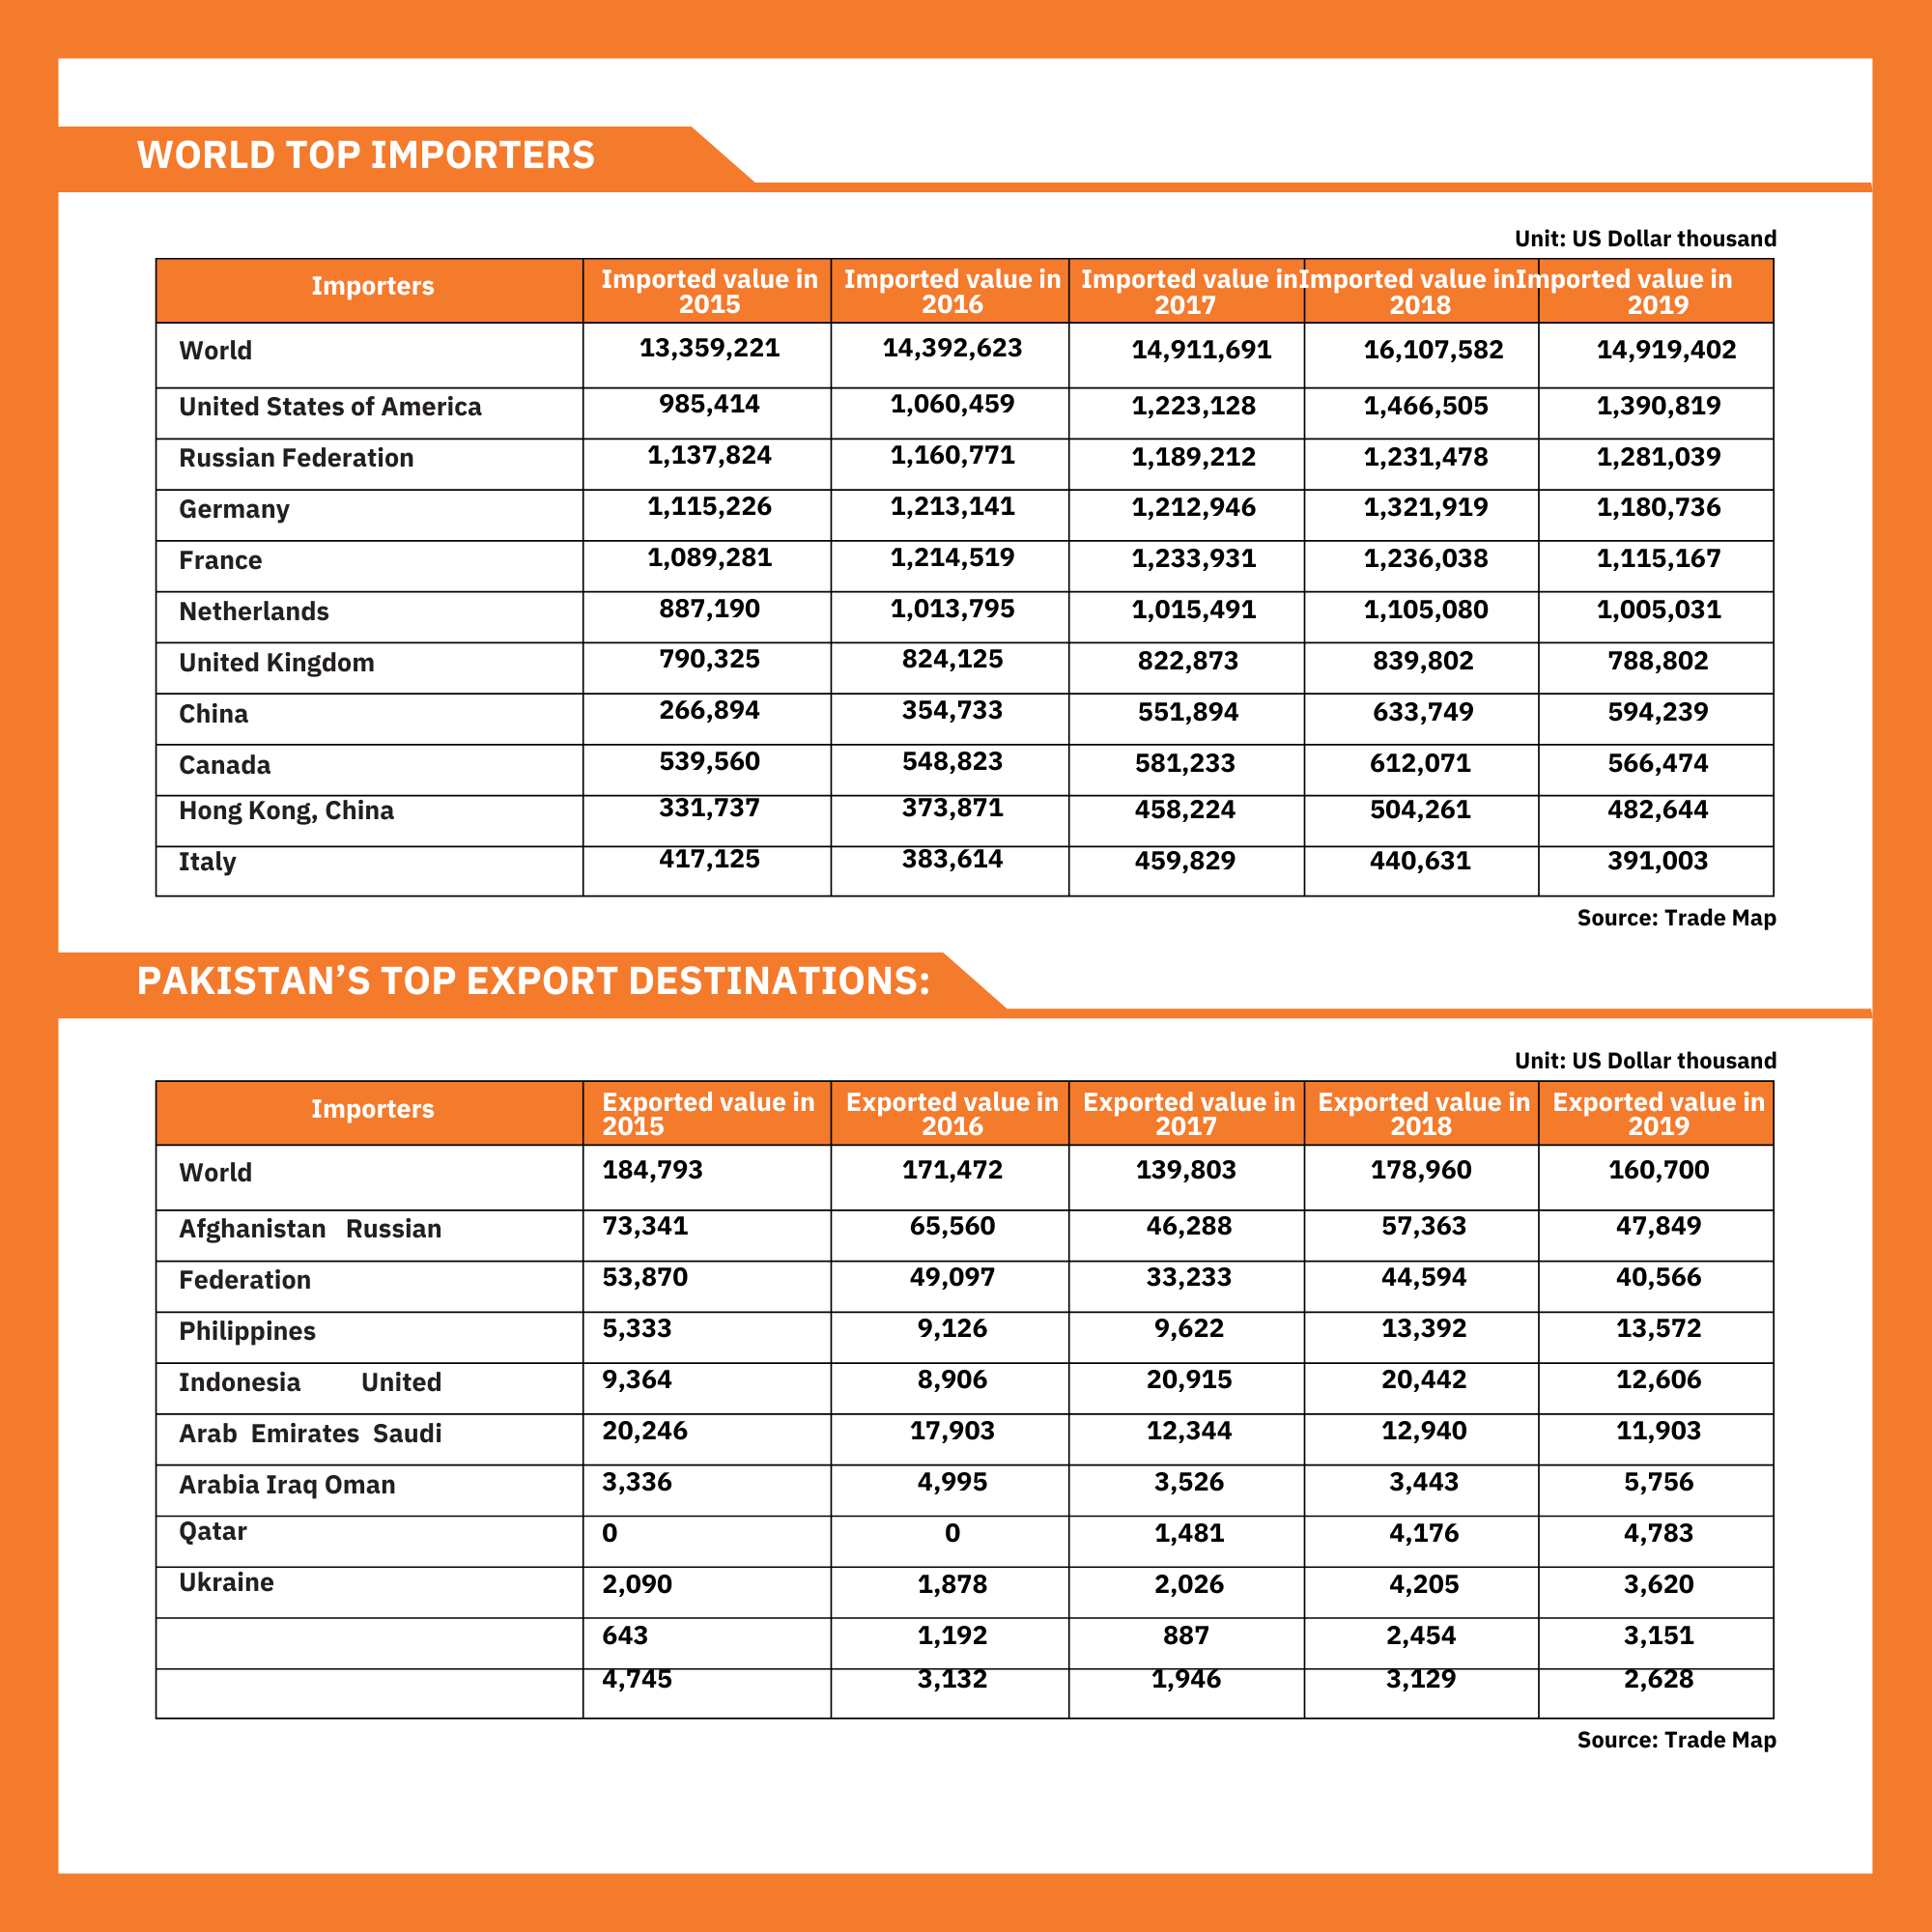 WORLD TOP IMPORTERS
Unit: US Dollar thousand
Importers Imported value in 2015 Imported value in 2016 Imported value in 2017 Imported value in 2018 Imported value in 2019
World 13,359,221 14,392,623 14,911,691 16,107,582 14,919,402
United States of America 985,414 1,060,459 1,223,128 1,466,505 1,390,819
Russian Federation 1,137,824 1,160,771 1,189,212 1,231,478 1,281,039
Germany 1,115,226 1,213,141 1,212,946 1,321,919 1,180,736
France 1,089,281 1,214,519 1,233,931 1,236,038 1,115,167
Netherlands 887,190 1,013,795 1,015,491 1,105,080 1,005,031
United Kingdom 790,325 824,125 822,873 839,802 788,802
China 266,894 354,733 551,894 633,749 594,239
Canada 539,560 548,823 581,233 612,071 566,474
Hong Kong, China 331,737 373,871 458,224 504,261 482,644
Italy 417,125 383,614 459,829 440,631 391,003
Source: Trade Map
PAKISTAN’S TOP EXPORT DESTINATIONS:
Unit: US Dollar thousand
Importers Exported value in 2015 Exported value in 2016 Exported value in 2017 Exported value in 2018 Exported value in 2019
World 184,793 171,472 139,803 178,960 160,700
Afghanistan Russian 73,341 65,560 46,288 57,363 47,849
Federation 53,870 49,097 33,233 44,594 40,566
Philippines 5,333 9,126 9,622 13,392 13,572
Indonesia United 9,364 8,906 20,915 20,442 12,606
Arab Emirates Saudi 20,246 17,903 12,344 12,940 11,903
Arabia Iraq Oman 3,336 4,995 3,526 3,443 5,756
Qatar 0 0 1,481 4,176 4,783
Ukraine 2,090 1,878 2,026 4,205 3,620
643 1,192 887 2,454 3,151
4,745 3,132 1,946 3,129 2,628
Source: Trade Map